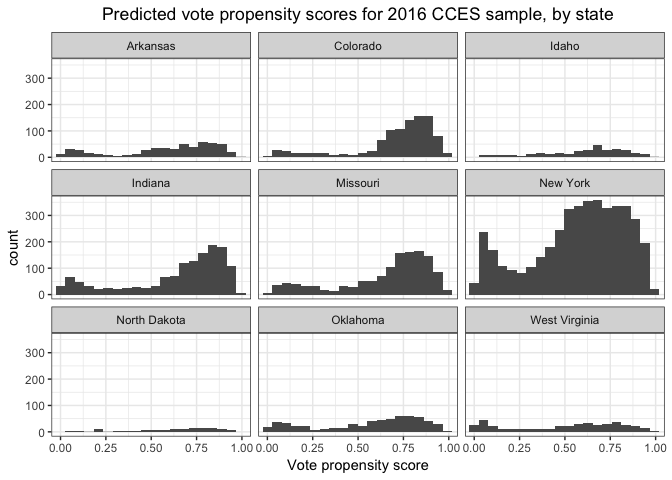 Predicted vote propensity scores for 2016 CCES sample, by state
Arkansas Colorado Idaho
300
200
100
0
Indiana Missouri New York
300
200
100
0
count
North Dakota Oklahoma West Virginia
300
200
100
0
0.00 0.25 0.50 0.75 1.00 0.00 0.25 0.50 0.75 1.00 0.00 0.25 0.50 0.75 1.00
Vote propensity score